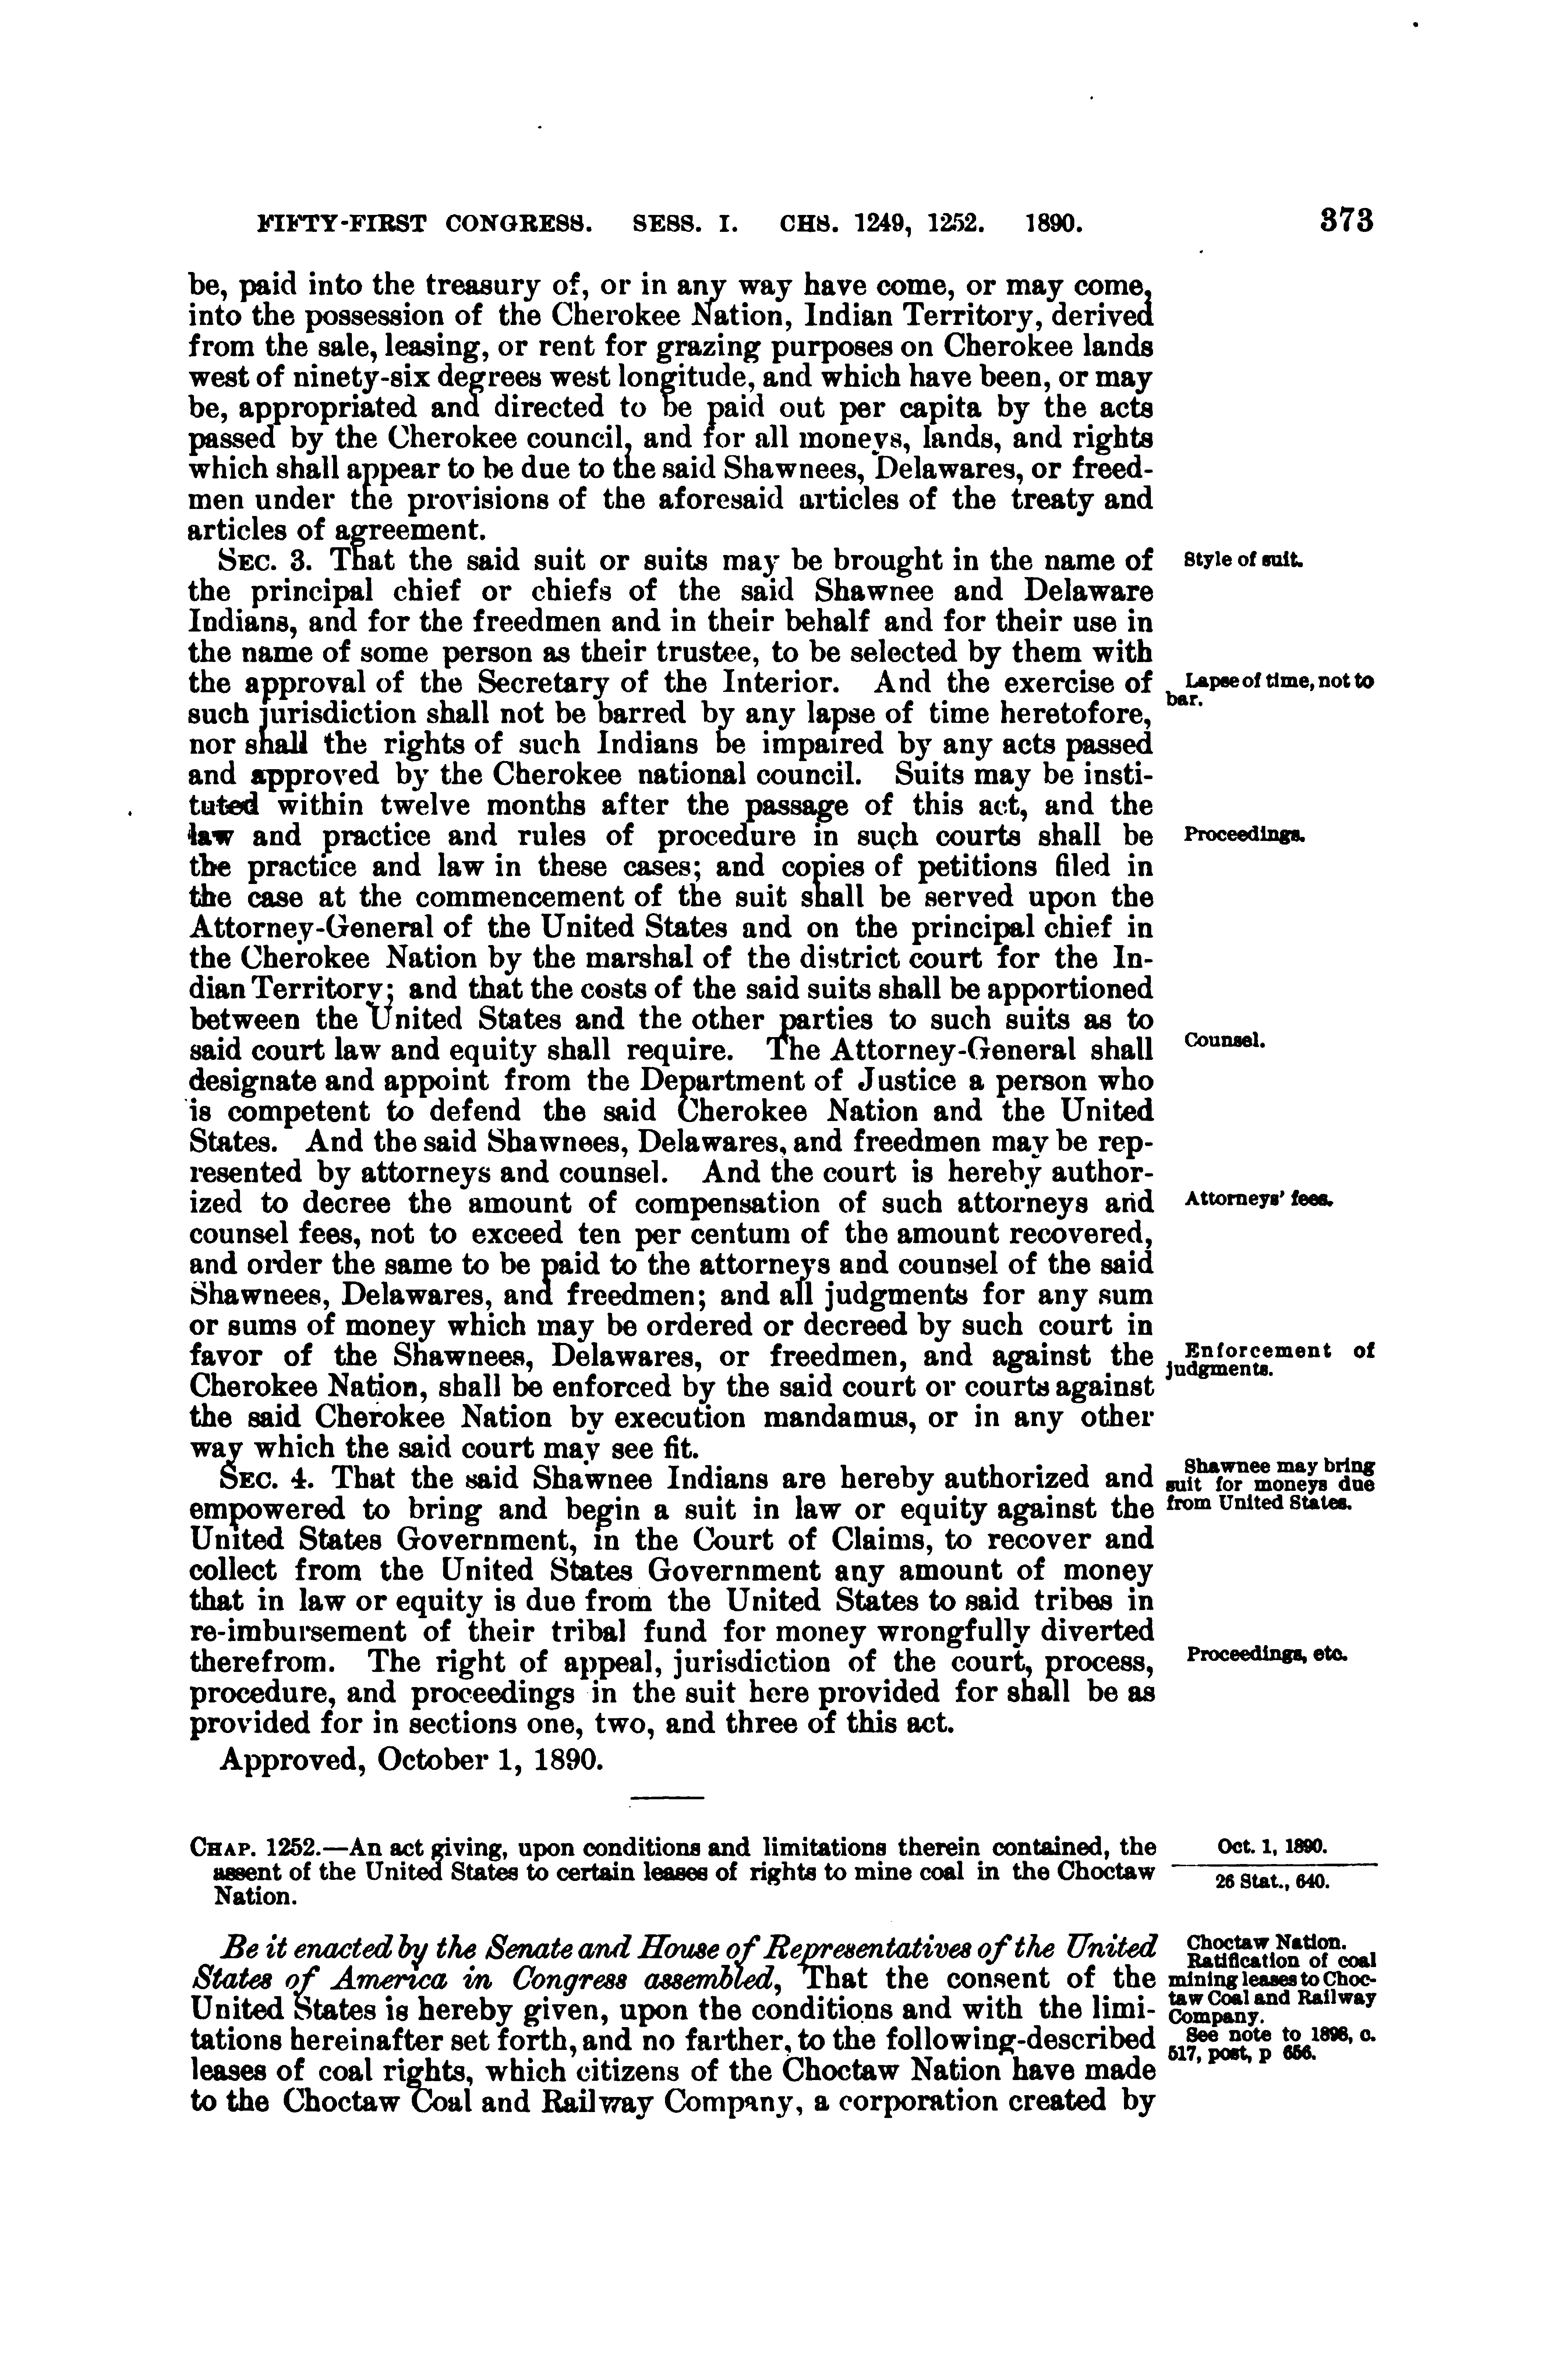 FIFTY-FIRST CONGRESS. SESS. I. CHS. 1249, 1252. 1890. 373
be, paid into the treasury of, or in any way have come, or may come,
into the possession of the Cherokee Nation, Indian Territory, derived
from the sale, leasing, or rent for grazing purposes on Cherokee lands
west of ninety-six degrees west longitude, and which have been, or may
be, appropriated and directed to be paid out per capita by the acts
passed by the Cherokee council, and for all moneys, lands, and rights
which shall appear to be due to the said Shawnees, Delawares, or freed-
men under the provisions of the aforesaid articles of the treaty and
articles of agreement.
SEC. 3. That the said suit or suits may be brought in the name of
the principal chief or chiefs of the said Shawnee and Delaware
Indians, and for the freedmen and in their behalf and for their use in
the name of some person as their trustee, to be selected by them with
the approval of the Secretary of the Interior. And the exercise of
such jurisdiction shall not be barred by any lapse of time heretofore,
nor shall the rights of such Indians be impaired by any acts passed
and approved by the Cherokee national council. Suits may be insti-
tuted within twelve months after the passage of this act, and the
law and practice and rules of procedure in such courts shall be
the practice and law in these cases; and copies of petitions filed in
the case at the commencement of the suit shall be served upon the
Attorney-General of the United States and on the principal chief in
the Cherokee Nation by the marshal of the district court for the In-
dian Territory; and that the costs of the said suits shall be apportioned
between the United States and the other parties to such suits as to
said court law and equity shall require. The Attorney-General shall
designate and appoint from the Department of Justice a person who
is competent to defend the said Cherokee Nation and the United
States. And the said Shawnees, Delawares, and freedmen may be rep-
resented by attorneys and counsel. And the court is hereby author-
ized to decree the amount of compensation of such attorneys and
counsel fees, not to exceed ten per centum of the amount recovered,
and order the same to be paid to the attorneys and counsel of the said
Shawnees, Delawares, and freedmen; and all judgments for any sum
or sums of money which may be ordered or decreed by such court in
favor of the Shawnees, Delawares, or freedmen, and against the
Cherokee Nation, shall be enforced by the said court or courts against
the said Cherokee Nation by execution mandamus, or in any other
way which the said court may see fit.
SEC. 4. That the said Shawnee Indians are hereby authorized and
empowered to bring and begin a suit in law or equity against the
United States Government, in the Court of Claims, to recover and
collect from the United States Government any amount of money
that in law or equity is due from the United States to said tribes in
re-imbursement of their tribal fund for money wrongfully diverted
therefrom. The right of appeal, jurisdiction of the court, process,
procedure, and proceedings in the suit here provided for shall be as
provided for in sections one, two, and three of this act.
Approved, October 1, 1890.
CHAP. 1252.—An act giving, upon conditions and limitations therein contained, the
assent of the United States to certain leases of rights to mine coal in the Choctaw
Nation.
Be it enacted by the Senate and House of Representatives of the United
States of America in Congress assembled, That the consent of the
United States is hereby given, upon the conditions and with the limi-
tations hereinafter set forth, and no farther, to the following-described
leases of coal rights, which citizens of the Choctaw Nation have made
to the Choctaw Coal and Railway Company, a corporation created by
Style of suit.
Lapse of time, not to
bar.
Proceedings.
Counsel.
Attorneys' fees.
Enforcement of
judgments.
Shawnee may bring
suit for moneys due
from United States.
Proceedings, etc.
Oct. 1, 1890.
26 Stat., 640.
Choctaw Nation.
Ratification of coal
mining leases to Choc-
taw Coal and Railway
Company.
See note to 1898, c.
517, post, p 656.